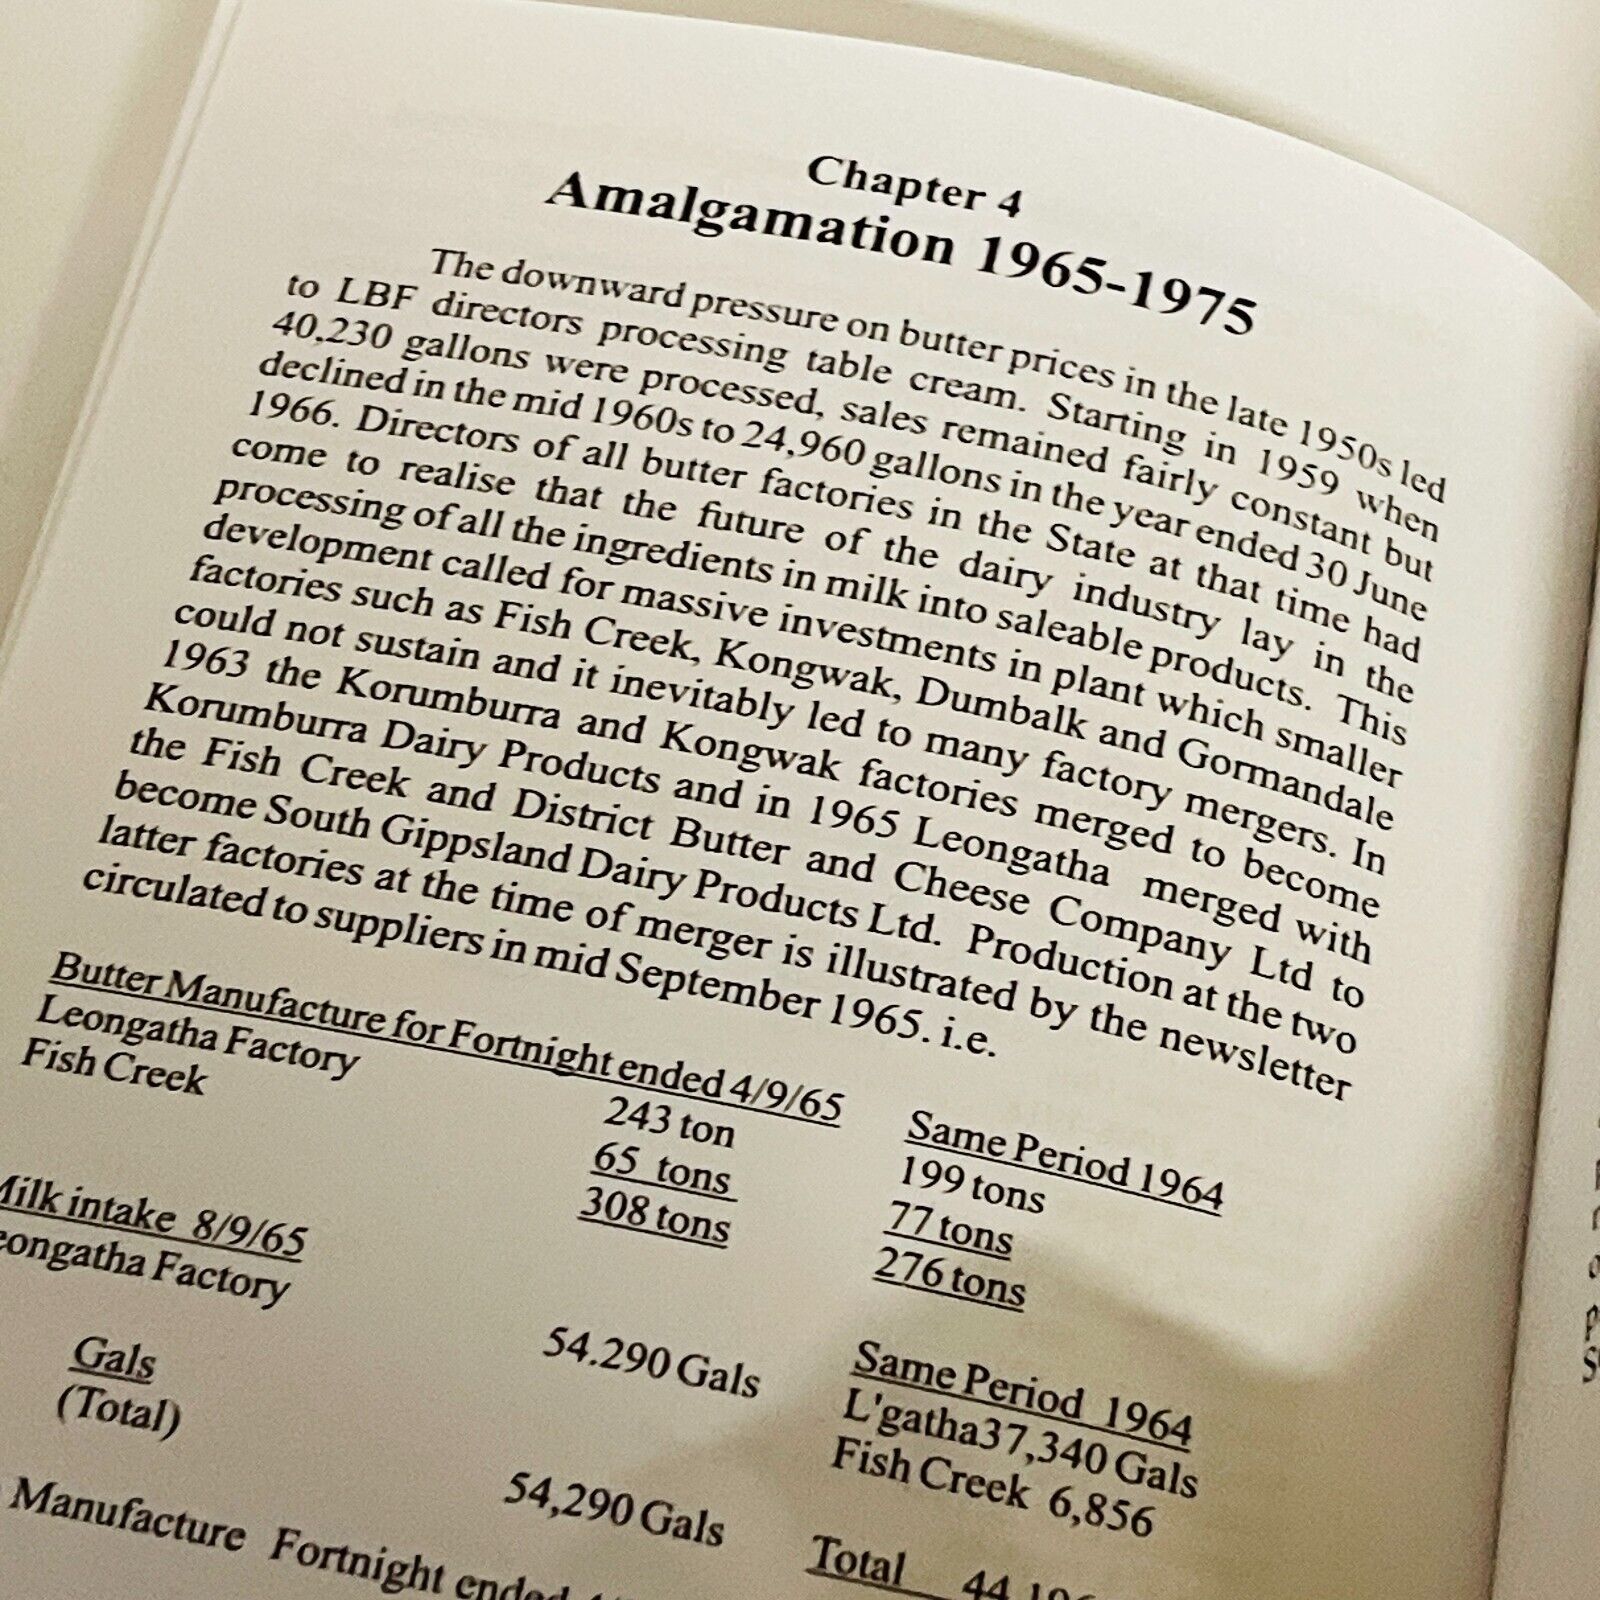 Chapter 4
Amalgamation 1965-1975
The downward pressure on butter prices in the late 1950s led
to LBF directors processing table cream. Starting in 1959 when
40,230 gallons were processed, sales remained fairly constant but
declined in the mid 1960s to 24,960 gallons in the year ended 30 June
1966. Directors of all butter factories in the State at that time had
come to realise that the future of the dairy industry lay in the
processing of all the ingredients in milk into saleable products. This
development called for massive investments in plant which smaller
factories such as Fish Creek, Kongwak, Dumbalk and Gormandale
could not sustain and it inevitably led to many factory mergers. In
1963 the Korumburra and Kongwak factories merged to become
Korumburra Dairy Products and in 1965 Leongatha merged with
the Fish Creek and District Butter and Cheese Company Ltd to
become South Gippsland Dairy Products Ltd. Production at the two
latter factories at the time of merger is illustrated by the newsletter
circulated to suppliers in mid September 1965. i.e.
Butter Manufacture for Fortnight ended 4/9/65 Same Period 1964
Leongatha Factory 243 ton 199 tons
Fish Creek 65 tons 77 tons
308 tons 276 tons
Milk intake 8/9/65 Same Period 1964
Leongatha Factory 54.290 Gals L'gatha37,340 Gals
Fish Creek 6,856
Gals
(Total) 54,290 Gals Total
Manufacture Fortnight ended